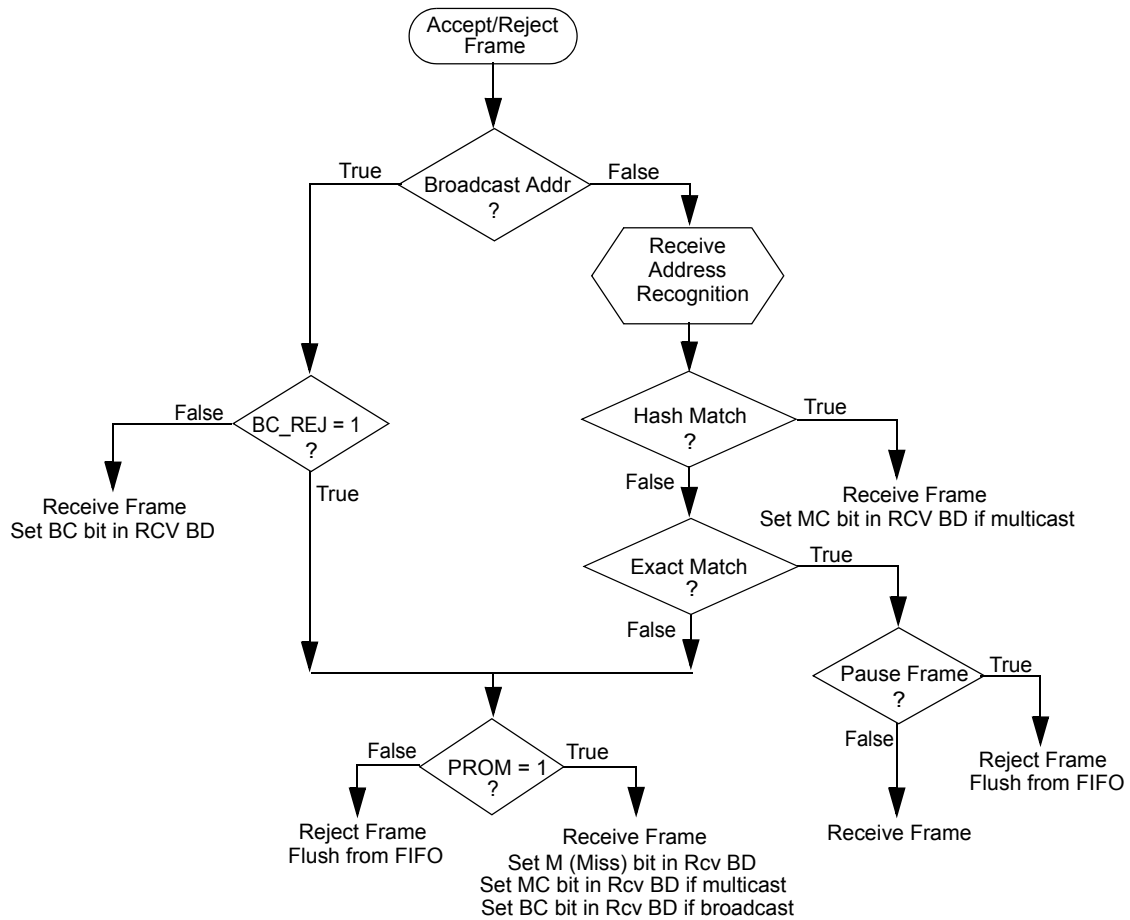 Accept/Reject
Frame
True
False
Broadcast Addr
?
Receive
Address
Recognition
False
BC_REJ = 1
?
True
Hash Match
?
True
False
Receive Frame
Set BC bit in RCV BD
Receive Frame
Set MC bit in RCV BD if multicast
Exact Match
?
True
False
Pause Frame
?
True
False
False
PROM = 1
?
True
Reject Frame
Flush from FIFO
Reject Frame
Flush from FIFO
Receive Frame
Set M (Miss) bit in Rcv BD
Set MC bit in Rcv BD if multicast
Set BC bit in Rcv BD if broadcast
Receive Frame